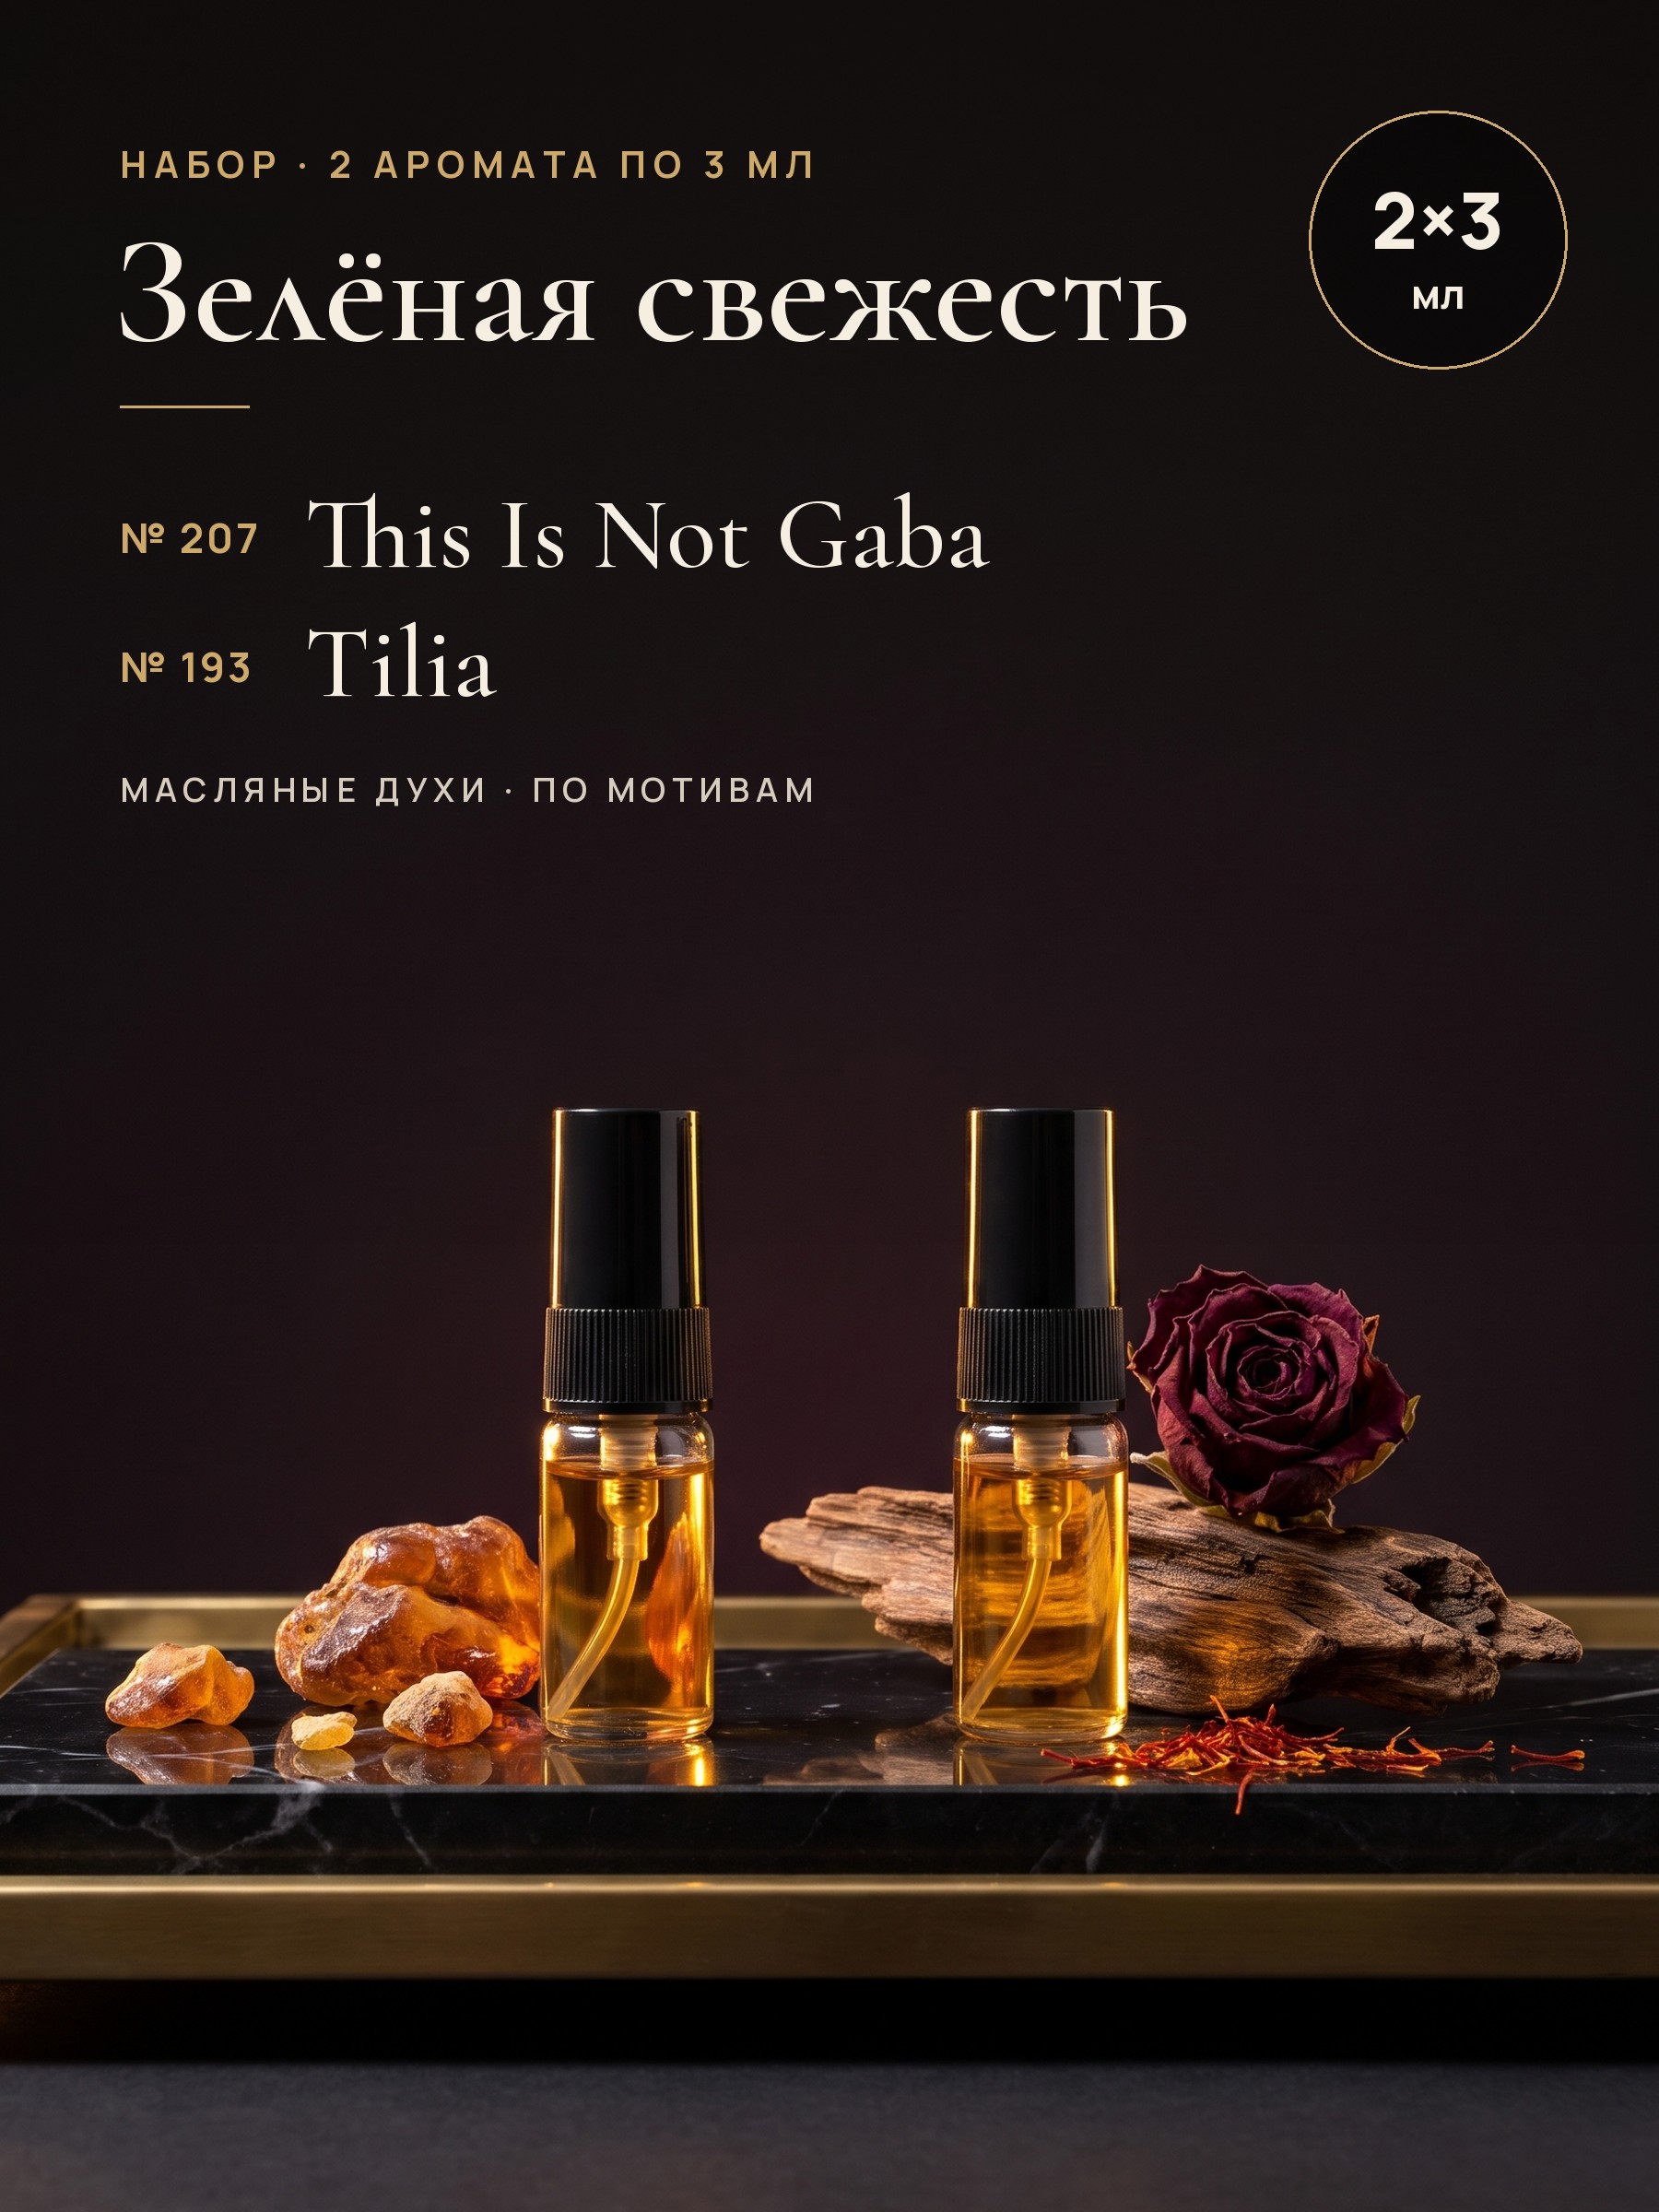 НАБОР · 2 АРОМАТА ПО 3 МЛ
Зелёная свежесть
2×3
мл
№ 207 This Is Not Gaba
№ 193 Tilia
МАСЛЯНЫЕ ДУХИ · ПО МОТИВАМ